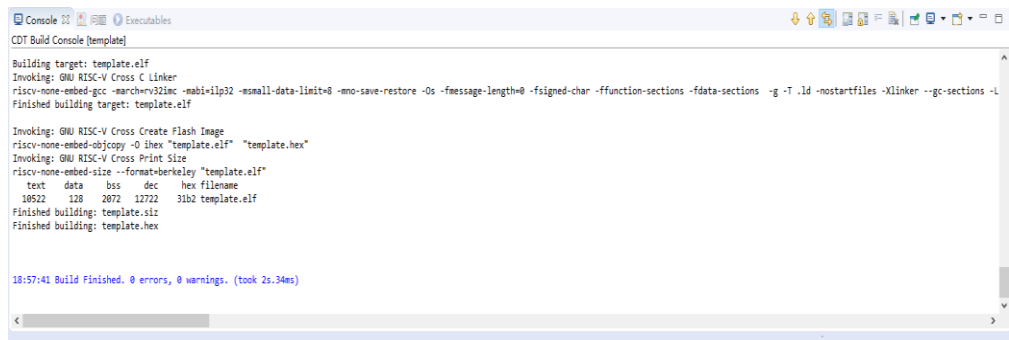 Console 问题 Executables
CDT Build Console [template]
Building target: template.elf
Invoking: GNU RISC-V Cross C Linker
riscv-none-embed-gcc -march=rv32imc -mabi=ilp32 -msmall-data-limit=8 -mno-save-restore -Os -fmessage-length=0 -fsigned-char -ffunction-sections -fdata-sections -g -T .ld -nostartfiles -Xlinker --gc-sections -L
Finished building target: template.elf
Invoking: GNU RISC-V Cross Create Flash Image
riscv-none-embed-objcopy -O ihex "template.elf" "template.hex"
Invoking: GNU RISC-V Cross Print Size
riscv-none-embed-size --format=berkeley "template.elf"
text data bss dec hex filename
10522 128 2072 12722 31b2 template.elf
Finished building: template.siz
Finished building: template.hex
18:57:41 Build Finished. 0 errors, 0 warnings. (took 2s.34ms)